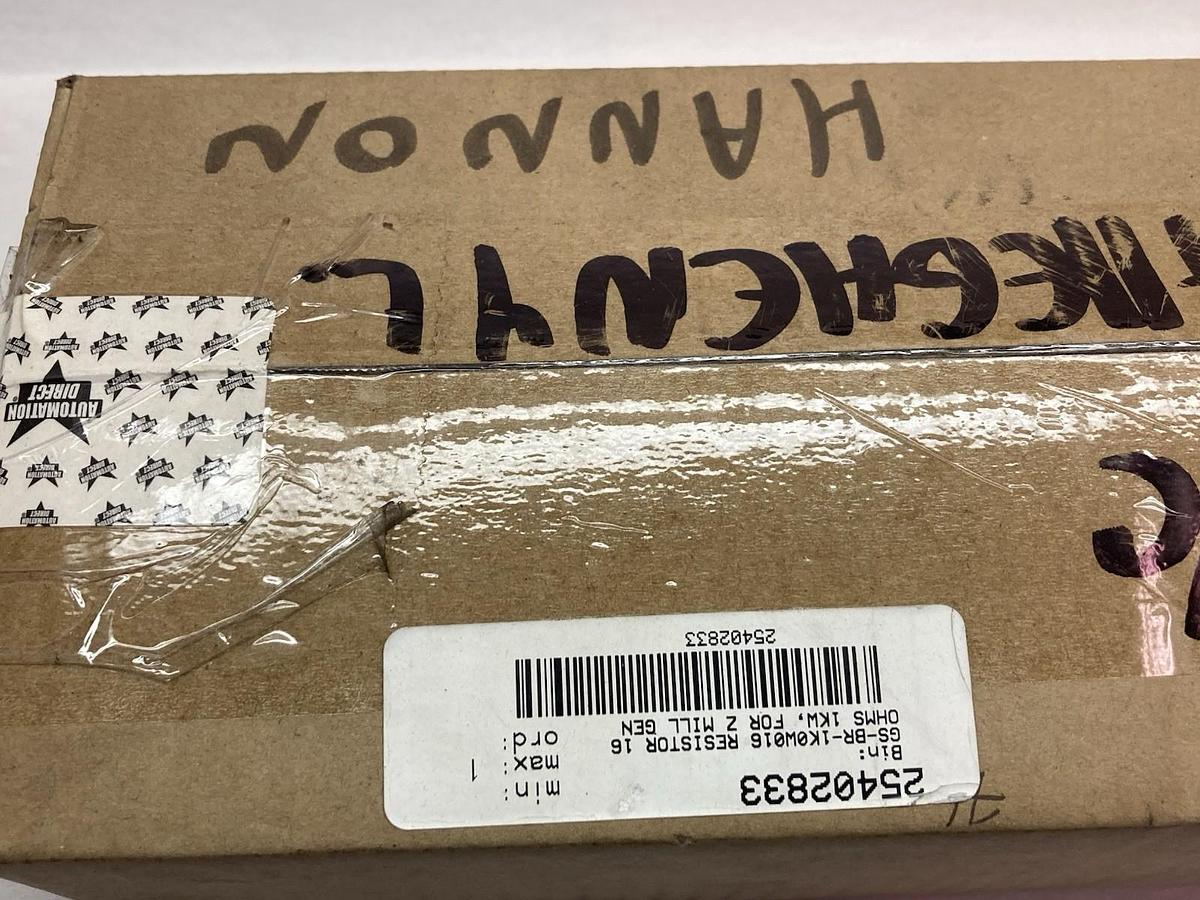 25402833
Bin:
GS-BR-1K0W016 RESISTOR 16
OHMS 1KW, FOR Z MILL GEN
min:
max: 1
ord:
25402833
AUTOMATION
DIRECT
HANNON